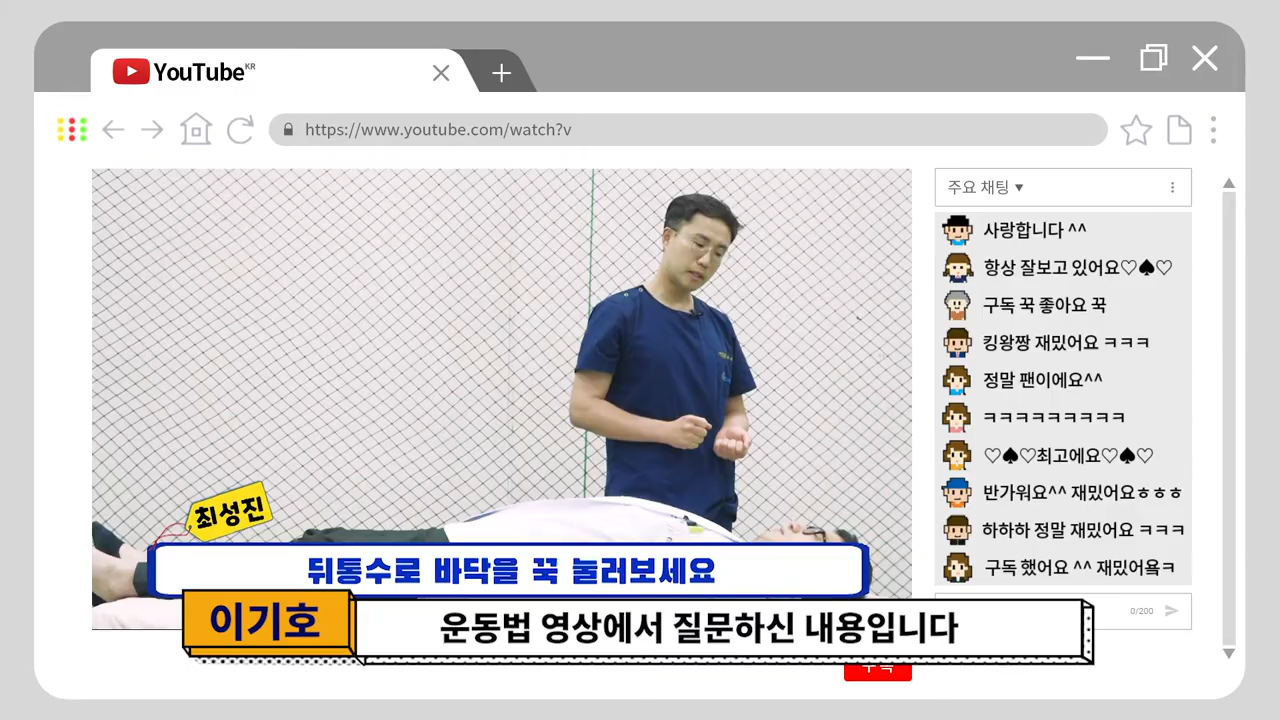 YouTube KR
https://www.youtube.com/watch?v
주요 채팅 ▼
사랑합니다 ^^
항상 잘보고 있어요♡♠♡
구독 꾹 좋아요 꾹
킹왕짱 재밌어요 ㅋㅋㅋ
정말 팬이에요^^
ㅋㅋㅋㅋㅋㅋㅋㅋㅋ
♡♠♡최고에요♡♠♡
반가워요^^ 재밌어요ㅎㅎㅎ
하하하 정말 재밌어요 ㅋㅋㅋ
구독 했어요 ^^ 재밌어욬ㅋ
0/200
최성진
뒤통수로 바닥을 꾹 눌러보세요
이기호
운동법 영상에서 질문하신 내용입니다